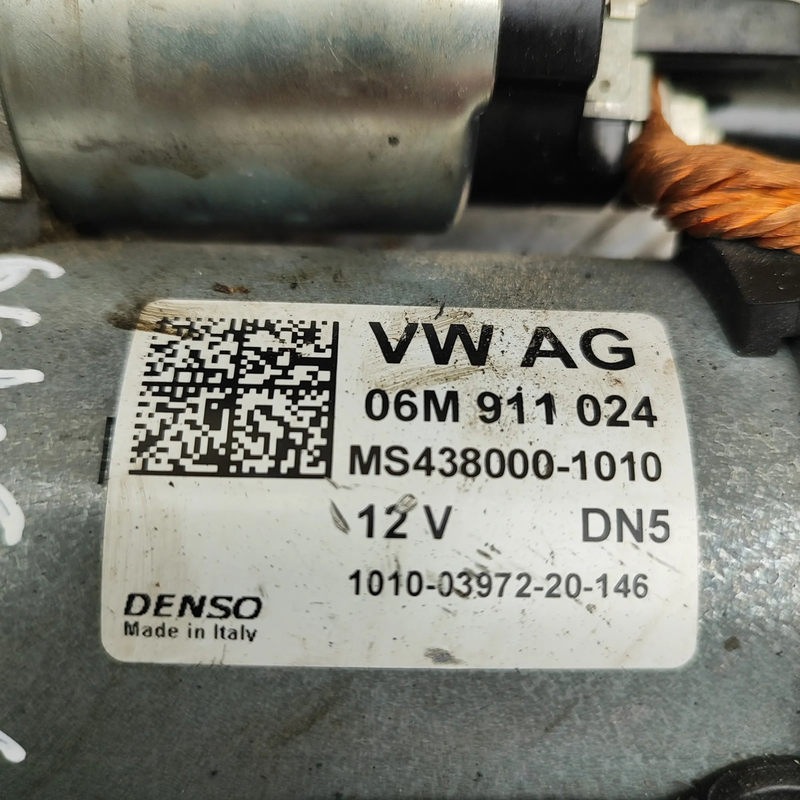 VW AG
06M 911 024
MS438000-1010
12 V DN5
1010-03972-20-146
DENSO
Made in Italy